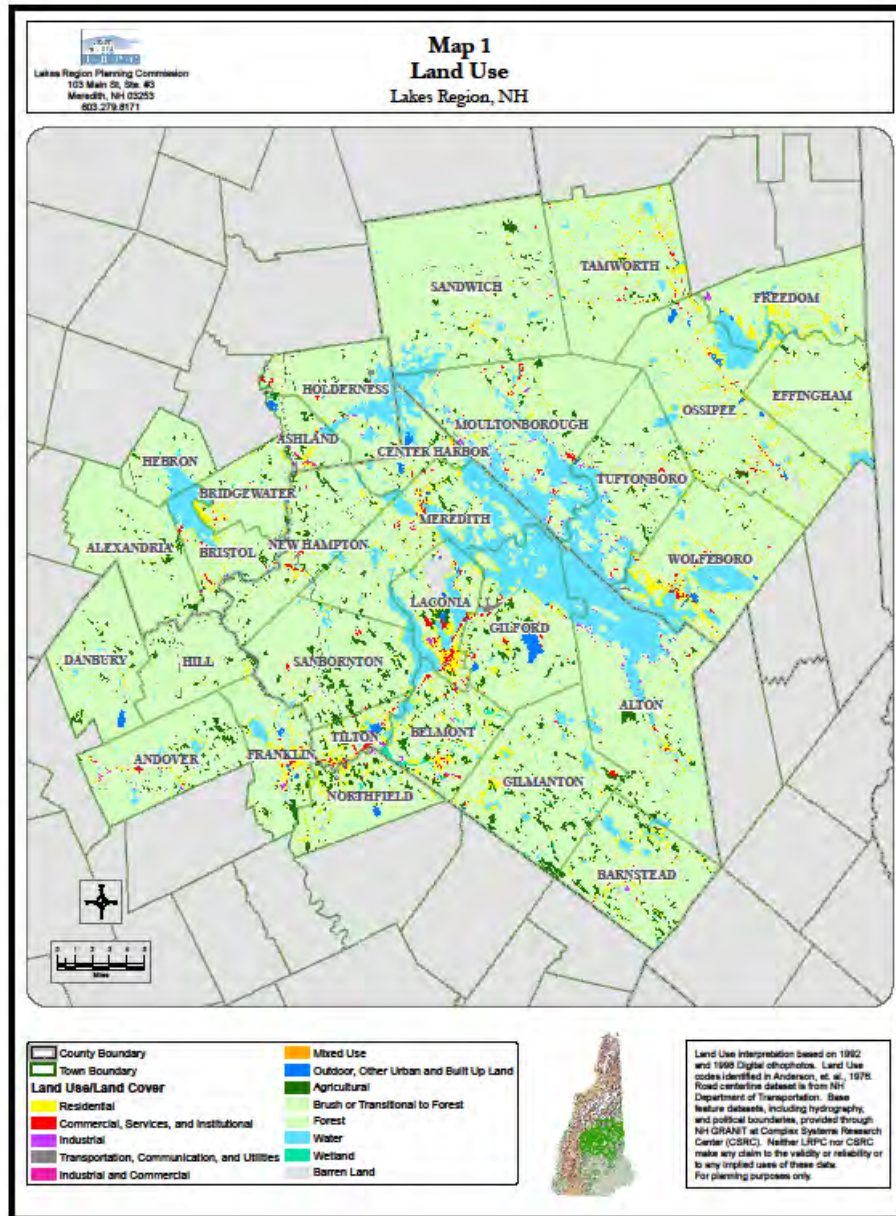 Map 1
Land Use
Lakes Region, NH
Lakes Region Planning Commission
103 Main St, Ste. #3
Meredith, NH 03253
603.279.8171
TAMWORTH
SANDWICH
FREEDOM
HOLDERNESS
EFFINGHAM
OSSIPEE
MOULTONBOROUGH
ASHLAND
CENTER HARBOR
HEBRON
TUFTONBORO
BRIDGEWATER
MEREDITH
ALEXANDRIA
BRISTOL
NEW HAMPTON
WOLFEBORO
LACONIA
GILFORD
DANBURY
HILL
SANBORNTON
ALTON
TILTON
BELMONT
ANDOVER
FRANKLIN
GILMANTON
NORTHFIELD
BARNSTEAD
0 1 2 3 4 5
Miles
County Boundary
Town Boundary
Land Use/Land Cover
Residential
Commercial, Services, and Institutional
Industrial
Transportation, Communication, and Utilities
Industrial and Commercial
Mixed Use
Outdoor, Other Urban and Built Up Land
Agricultural
Brush or Transitional to Forest
Forest
Water
Wetland
Barren Land
Land Use interpretation based on 1992
and 1998 Digital othophotos. Land Use
codes identified in Anderson, et. al., 1976.
Road centerline dataset is from NH
Department of Transportation. Base
feature datasets, including hydrography,
and political boundaries, provided through
NH GRANIT at Complex Systems Research
Center (CSRC). Neither LRPC nor CSRC
make any claim to the validity or reliability or
to any implied uses of these data.
For planning purposes only.